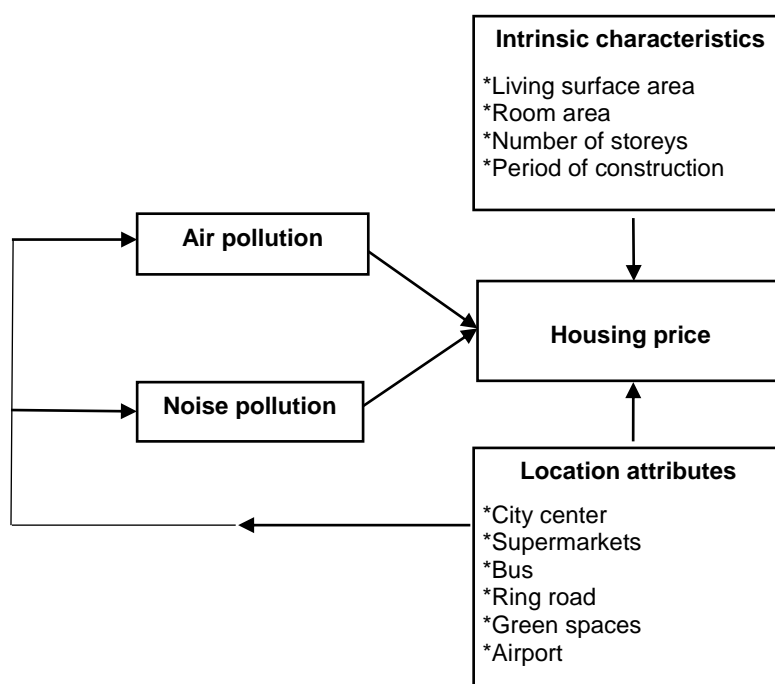 Intrinsic characteristics
*Living surface area
*Room area
*Number of storeys
*Period of construction
Air pollution
Housing price
Noise pollution
Location attributes
*City center
*Supermarkets
*Bus
*Ring road
*Green spaces
*Airport